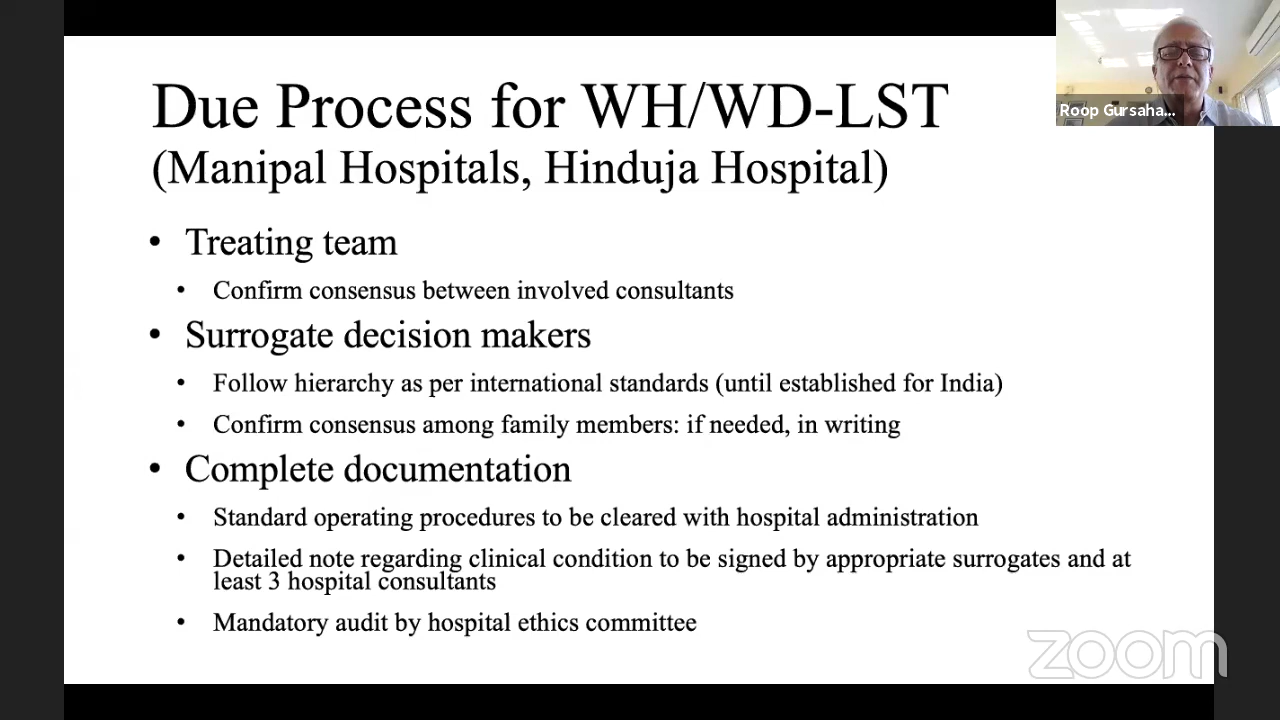 Due Process for WH/WD-LST
(Manipal Hospitals, Hinduja Hospital)
• Treating team
• Confirm consensus between involved consultants
• Surrogate decision makers
• Follow hierarchy as per international standards (until established for India)
• Confirm consensus among family members: if needed, in writing
• Complete documentation
• Standard operating procedures to be cleared with hospital administration
• Detailed note regarding clinical condition to be signed by appropriate surrogates and at
least 3 hospital consultants
• Mandatory audit by hospital ethics committee
Roop Gursaha...
zoom